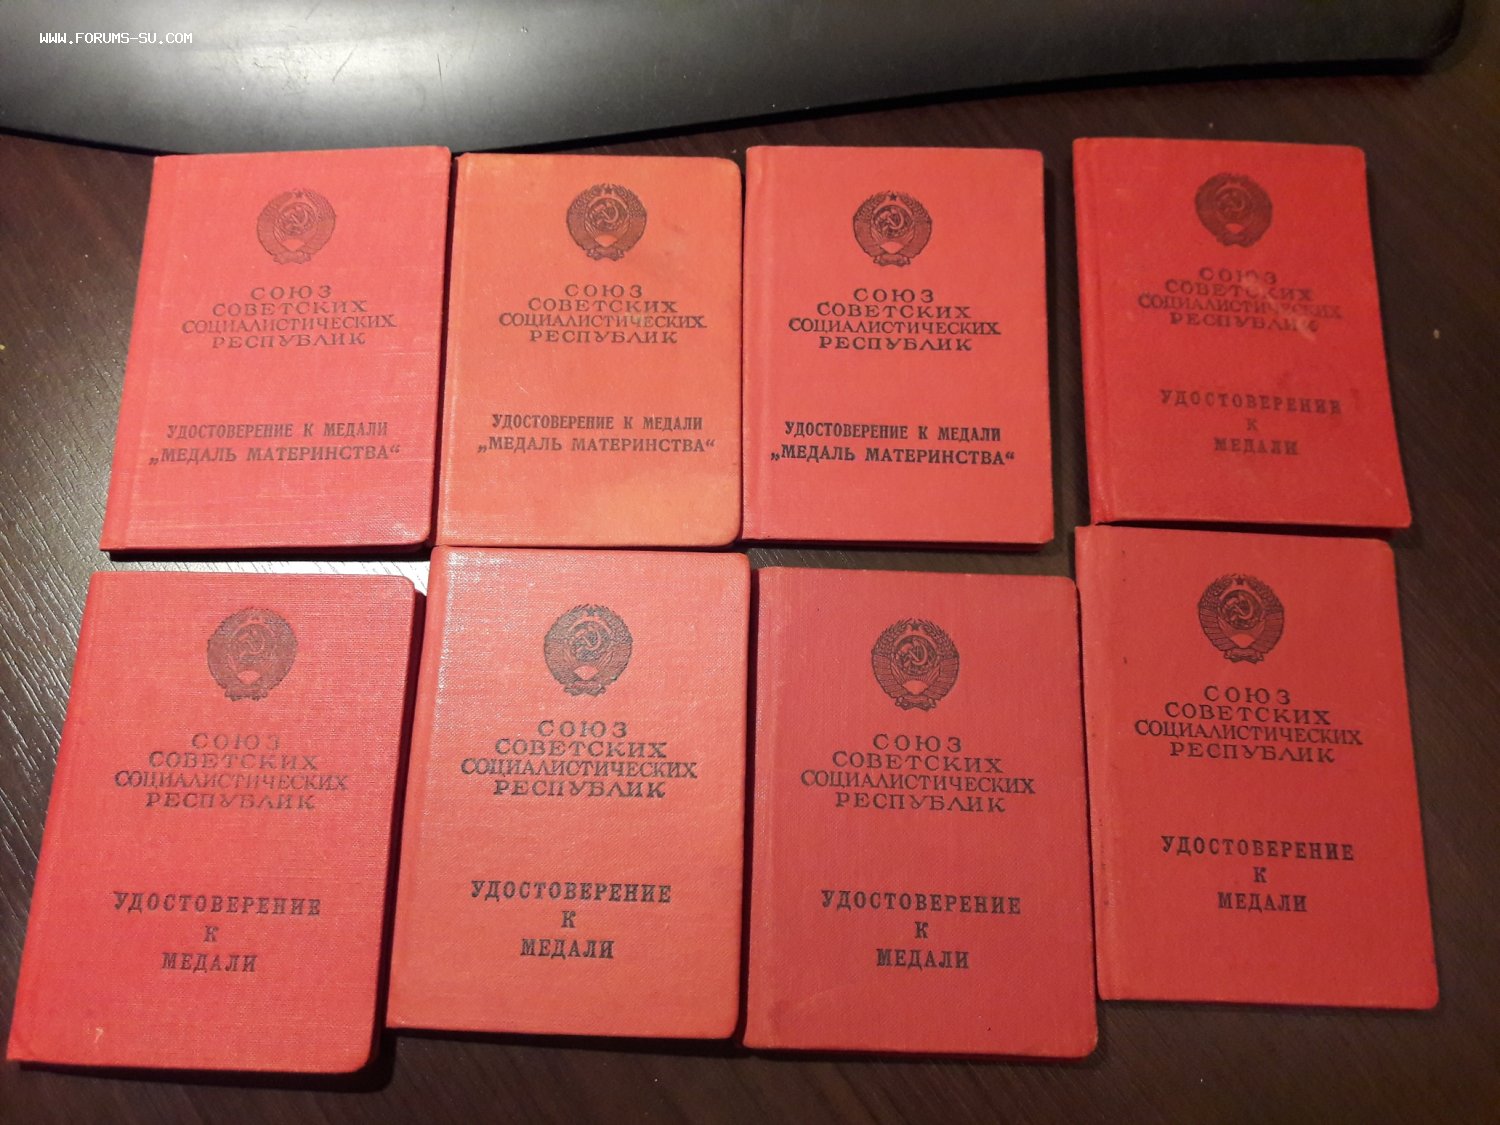 WWW.FORUMS-SU.COM
СОЮЗ
СОВЕТСКИХ
СОЦИАЛИСТИЧЕСКИХ
РЕСПУБЛИК
УДОСТОВЕРЕНИЕ К МЕДАЛИ
„МЕДАЛЬ МАТЕРИНСТВА“
СОЮЗ
СОВЕТСКИХ
СОЦИАЛИСТИЧЕСКИХ
РЕСПУБЛИК
УДОСТОВЕРЕНИЕ К МЕДАЛИ
„МЕДАЛЬ МАТЕРИНСТВА“
СОЮЗ
СОВЕТСКИХ
СОЦИАЛИСТИЧЕСКИХ
РЕСПУБЛИК
УДОСТОВЕРЕНИЕ К МЕДАЛИ
„МЕДАЛЬ МАТЕРИНСТВА“
СОЮЗ
СОВЕТСКИХ
СОЦИАЛИСТИЧЕСКИХ
РЕСПУБЛИК
УДОСТОВЕРЕНИЕ
К
МЕДАЛИ
СОЮЗ
СОВЕТСКИХ
СОЦИАЛИСТИЧЕСКИХ
РЕСПУБЛИК
УДОСТОВЕРЕНИЕ
К
МЕДАЛИ
СОЮЗ
СОВЕТСКИХ
СОЦИАЛИСТИЧЕСКИХ
РЕСПУБЛИК
УДОСТОВЕРЕНИЕ
К
МЕДАЛИ
СОЮЗ
СОВЕТСКИХ
СОЦИАЛИСТИЧЕСКИХ
РЕСПУБЛИК
УДОСТОВЕРЕНИЕ
К
МЕДАЛИ
СОЮЗ
СОВЕТСКИХ
СОЦИАЛИСТИЧЕСКИХ
РЕСПУБЛИК
УДОСТОВЕРЕНИЕ
К
МЕДАЛИ